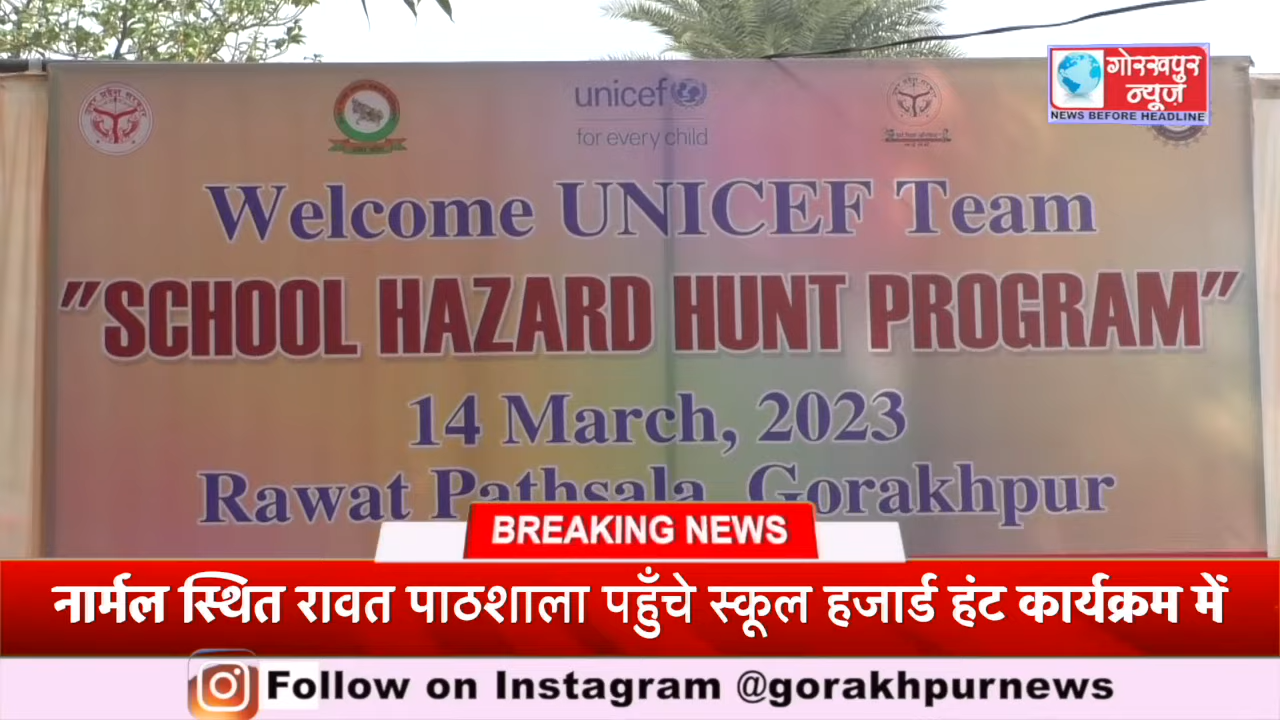 गोरखपुर
न्यूज़
NEWS BEFORE HEADLINE
unicef
for every child
Welcome UNICEF Team
"SCHOOL HAZARD HUNT PROGRAM"
14 March, 2023
Rawat Pathsala, Gorakhpur
BREAKING NEWS
नार्मल स्थित रावत पाठशाला पहुँचे स्कूल हजार्ड हंट कार्यक्रम में
Follow on Instagram @gorakhpurnews